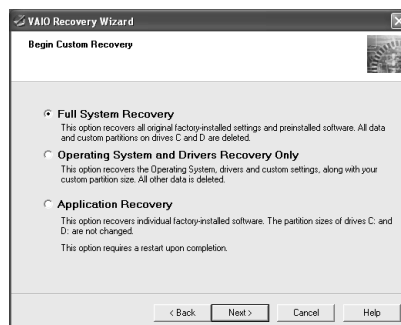 VAIO Recovery Wizard
Begin Custom Recovery
Full System Recovery
This option recovers all original factory-installed settings and preinstalled software. All data
and custom partitions on drives C and D are deleted.
Operating System and Drivers Recovery Only
This option recovers the Operating System, drivers and custom settings, along with your
custom partition size. All other data is deleted.
Application Recovery
This option recovers individual factory-installed software. The partition sizes of drives C: and
D: are not changed.
This option requires a restart upon completion.
< Back Next > Cancel Help